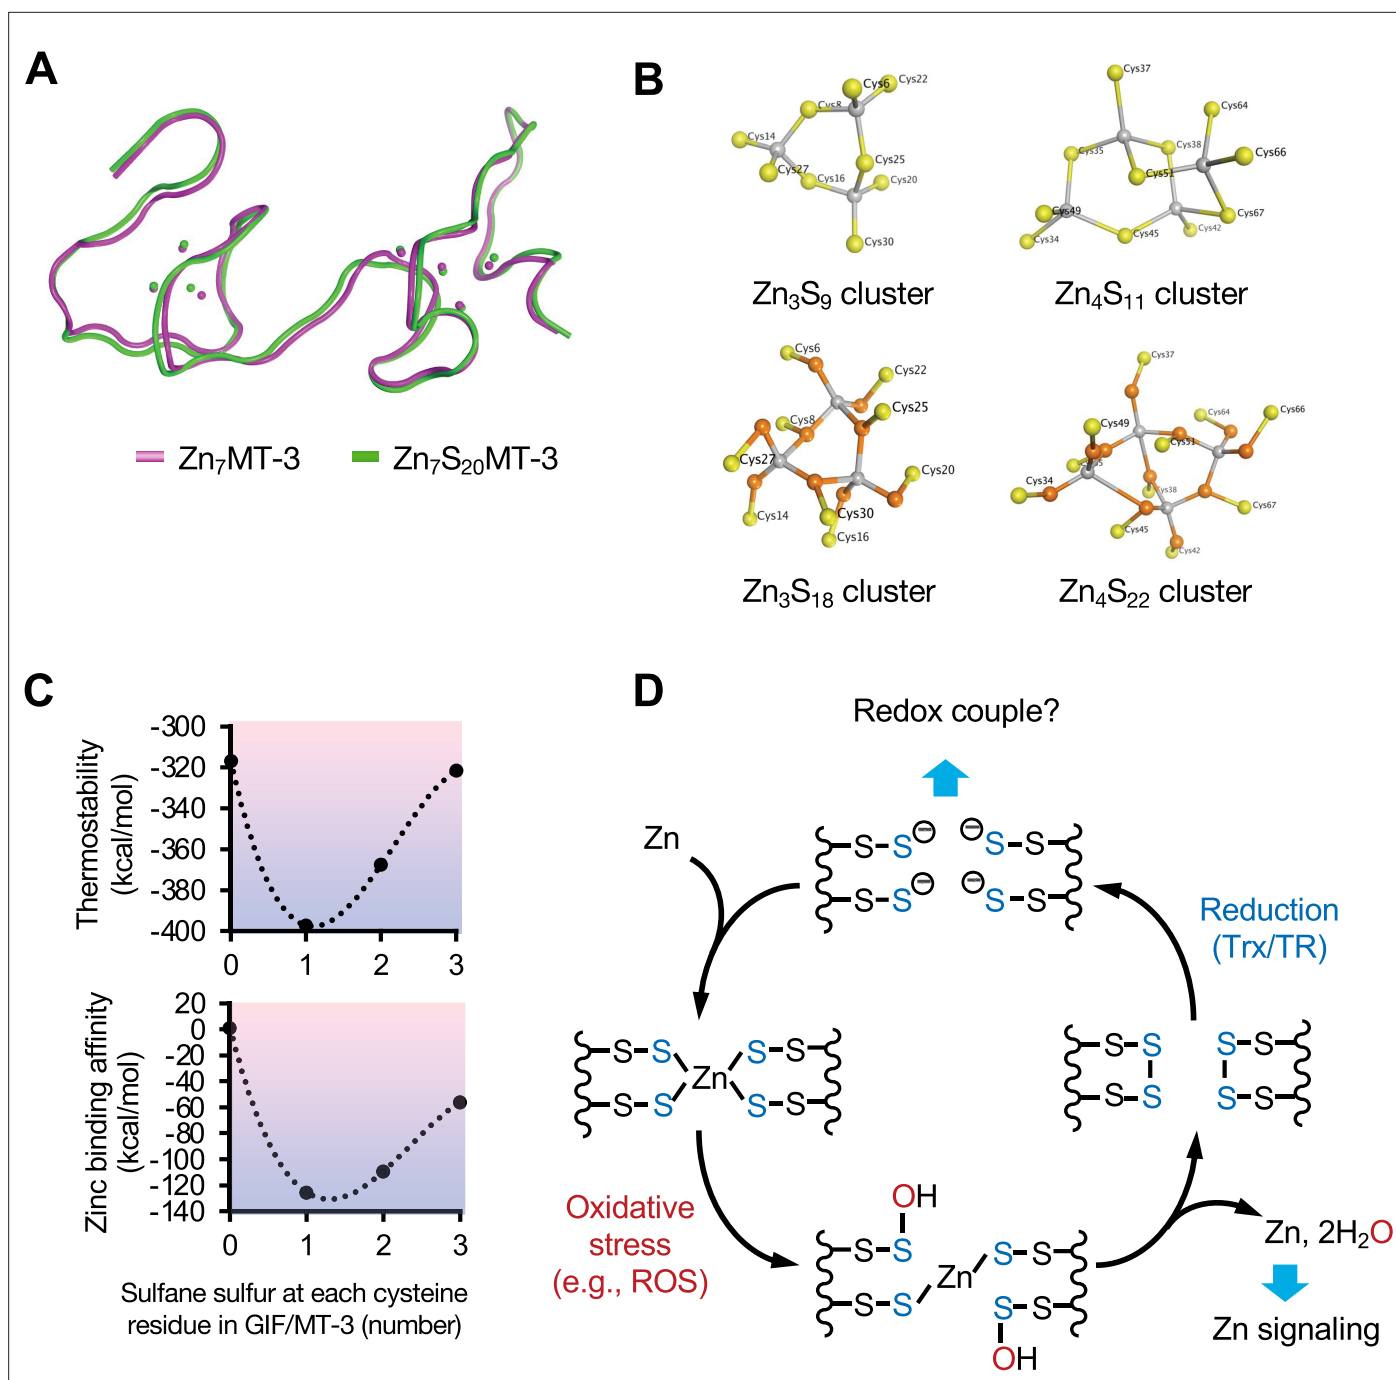 A
Zn₇MT-3
Zn₇S₂₀MT-3
B
Cys6
Cys22
Cys8
Cys14
Cys27
Cys25
Cys16
Cys20
Cys30
Zn₃S₉ cluster
Cys37
Cys64
Cys35
Cys38
Cys66
Cys51
Cys49
Cys67
Cys34
Cys45
Cys42
Zn₄S₁₁ cluster
Cys6
Cys22
Cys8
Cys25
Cys27
Cys20
Cys14
Cys30
Cys16
Zn₃S₁₈ cluster
Cys37
Cys49
Cys64
Cys66
Cys51
Cys34
Cys38
Cys67
Cys45
Cys42
Zn₄S₂₂ cluster
C
Thermostability
(kcal/mol)
-300
-320
-340
-360
-380
-400
0 1 2 3
Zinc binding affinity
(kcal/mol)
20
0
-20
-40
-60
-80
-100
-120
-140
0 1 2 3
Sulfane sulfur at each cysteine
residue in GIF/MT-3 (number)
D
Redox couple?
Zn
S-S⊖ ⊖S-S
S-S⊖ ⊖S-S
Reduction
(Trx/TR)
S-S S-S
Zn
S-S S-S
S-S S-S
S-S S-S
Oxidative
stress
(e.g., ROS)
OH
S-S S-S
Zn
S-S S-S
OH
Zn, 2H₂O
Zn signaling